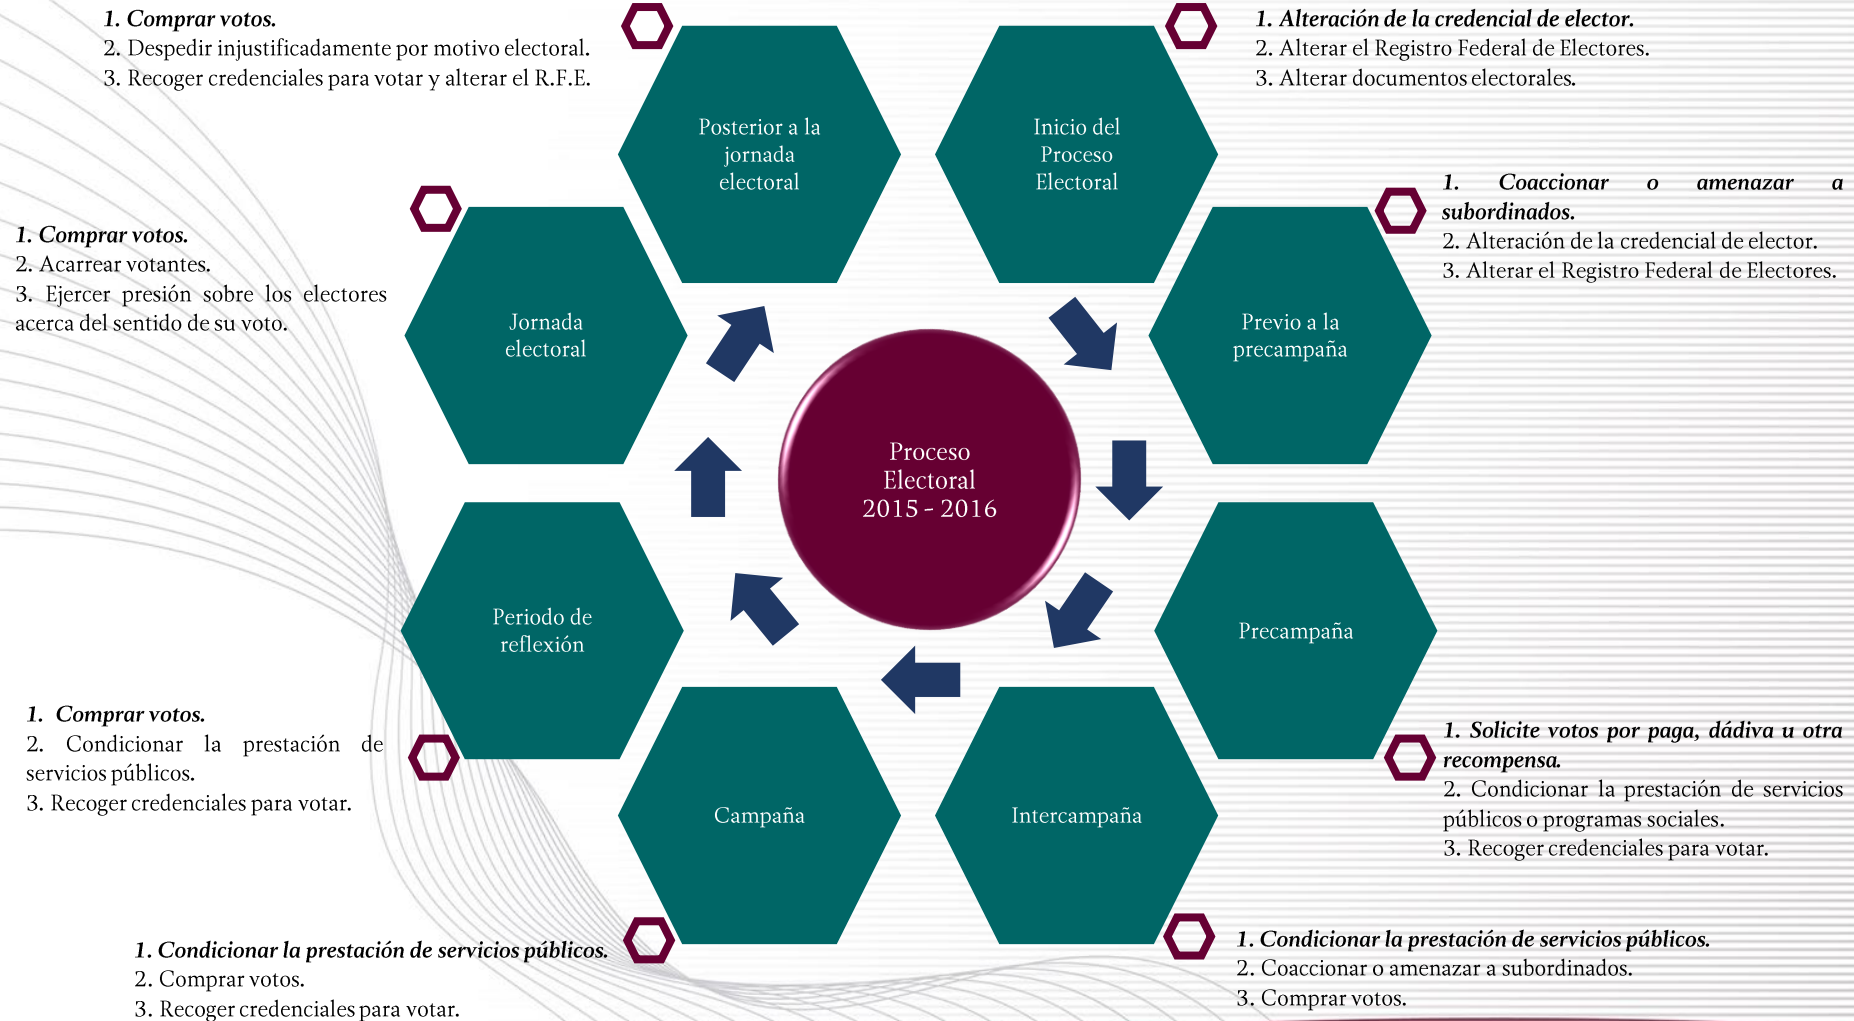 1. Comprar votos.
2. Despedir injustificadamente por motivo electoral.
3. Recoger credenciales para votar y alterar el R.F.E.
1. Alteración de la credencial de elector.
2. Alterar el Registro Federal de Electores.
3. Alterar documentos electorales.
Posterior a la
jornada
electoral
Inicio del
Proceso
Electoral
1. Coaccionar o amenazar a
subordinados.
2. Alteración de la credencial de elector.
3. Alterar el Registro Federal de Electores.
1. Comprar votos.
2. Acarrear votantes.
3. Ejercer presión sobre los electores
acerca del sentido de su voto.
Jornada
electoral
Previo a la
precampaña
Proceso
Electoral
2015 - 2016
Periodo de
reflexión
Precampaña
1. Comprar votos.
2. Condicionar la prestación de
servicios públicos.
3. Recoger credenciales para votar.
1. Solicite votos por paga, dádiva u otra
recompensa.
2. Condicionar la prestación de servicios
públicos o programas sociales.
3. Recoger credenciales para votar.
Campaña
Intercampaña
1. Condicionar la prestación de servicios públicos.
2. Comprar votos.
3. Recoger credenciales para votar.
1. Condicionar la prestación de servicios públicos.
2. Coaccionar o amenazar a subordinados.
3. Comprar votos.